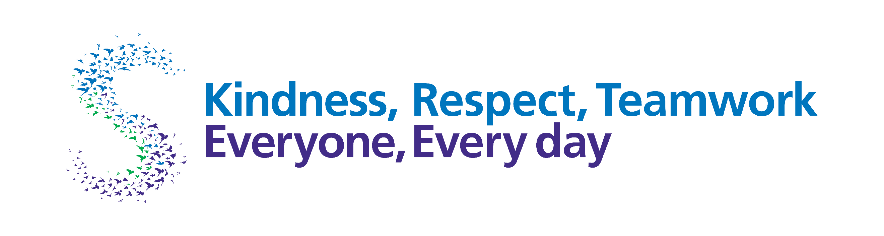 Kindness, Respect, Teamwork
Everyone, Every day